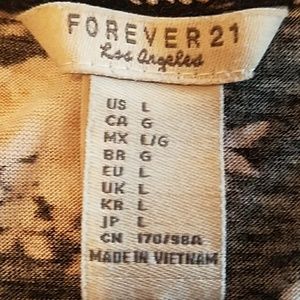 FOREVER 21
Los Angeles
US L
CA G
MX L/G
BR G
EU L
UK L
KR L
JP L
CN 170/98A
MADE IN VIETNAM